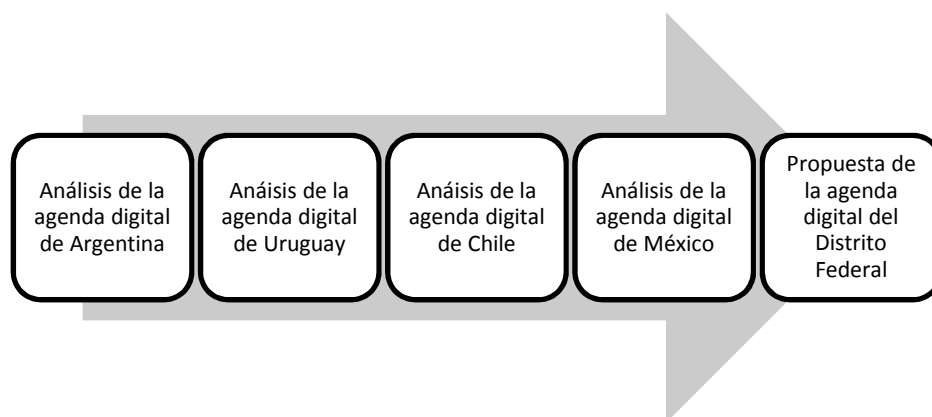 Análisis de la
agenda digital
de Argentina
Anáisis de la
agenda digital
de Uruguay
Anáisis de la
agenda digital
de Chile
Análisis de la
agenda digital
de México
Propuesta de
la agenda
digital del
Distrito
Federal